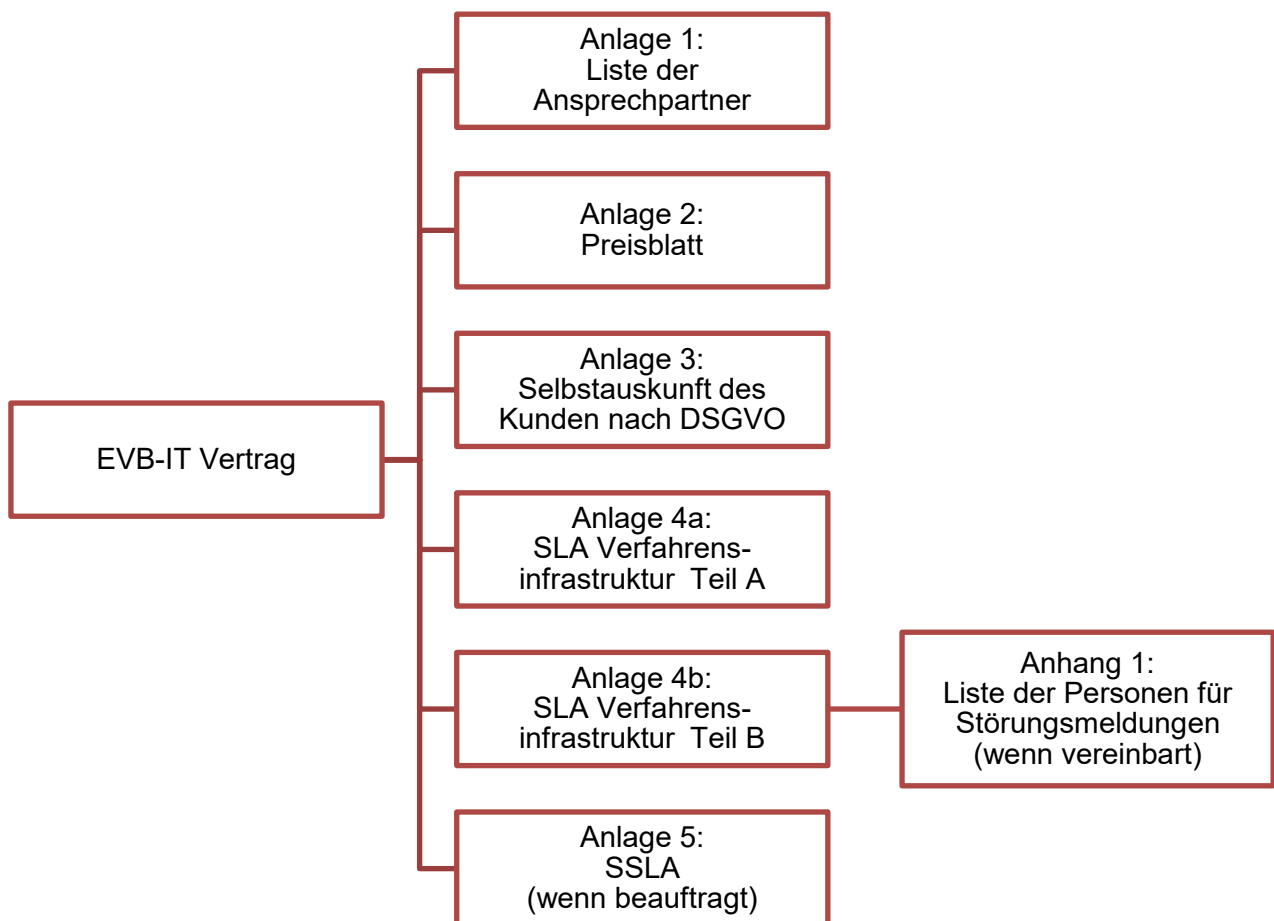 Anlage 1:
Liste der
Ansprechpartner
Anlage 2:
Preisblatt
Anlage 3:
Selbstauskunft des
Kunden nach DSGVO
EVB-IT Vertrag
Anlage 4a:
SLA Verfahrens-
infrastruktur  Teil A
Anlage 4b:
SLA Verfahrens-
infrastruktur  Teil B
Anhang 1:
Liste der Personen für
Störungsmeldungen
(wenn vereinbart)
Anlage 5:
SSLA
(wenn beauftragt)